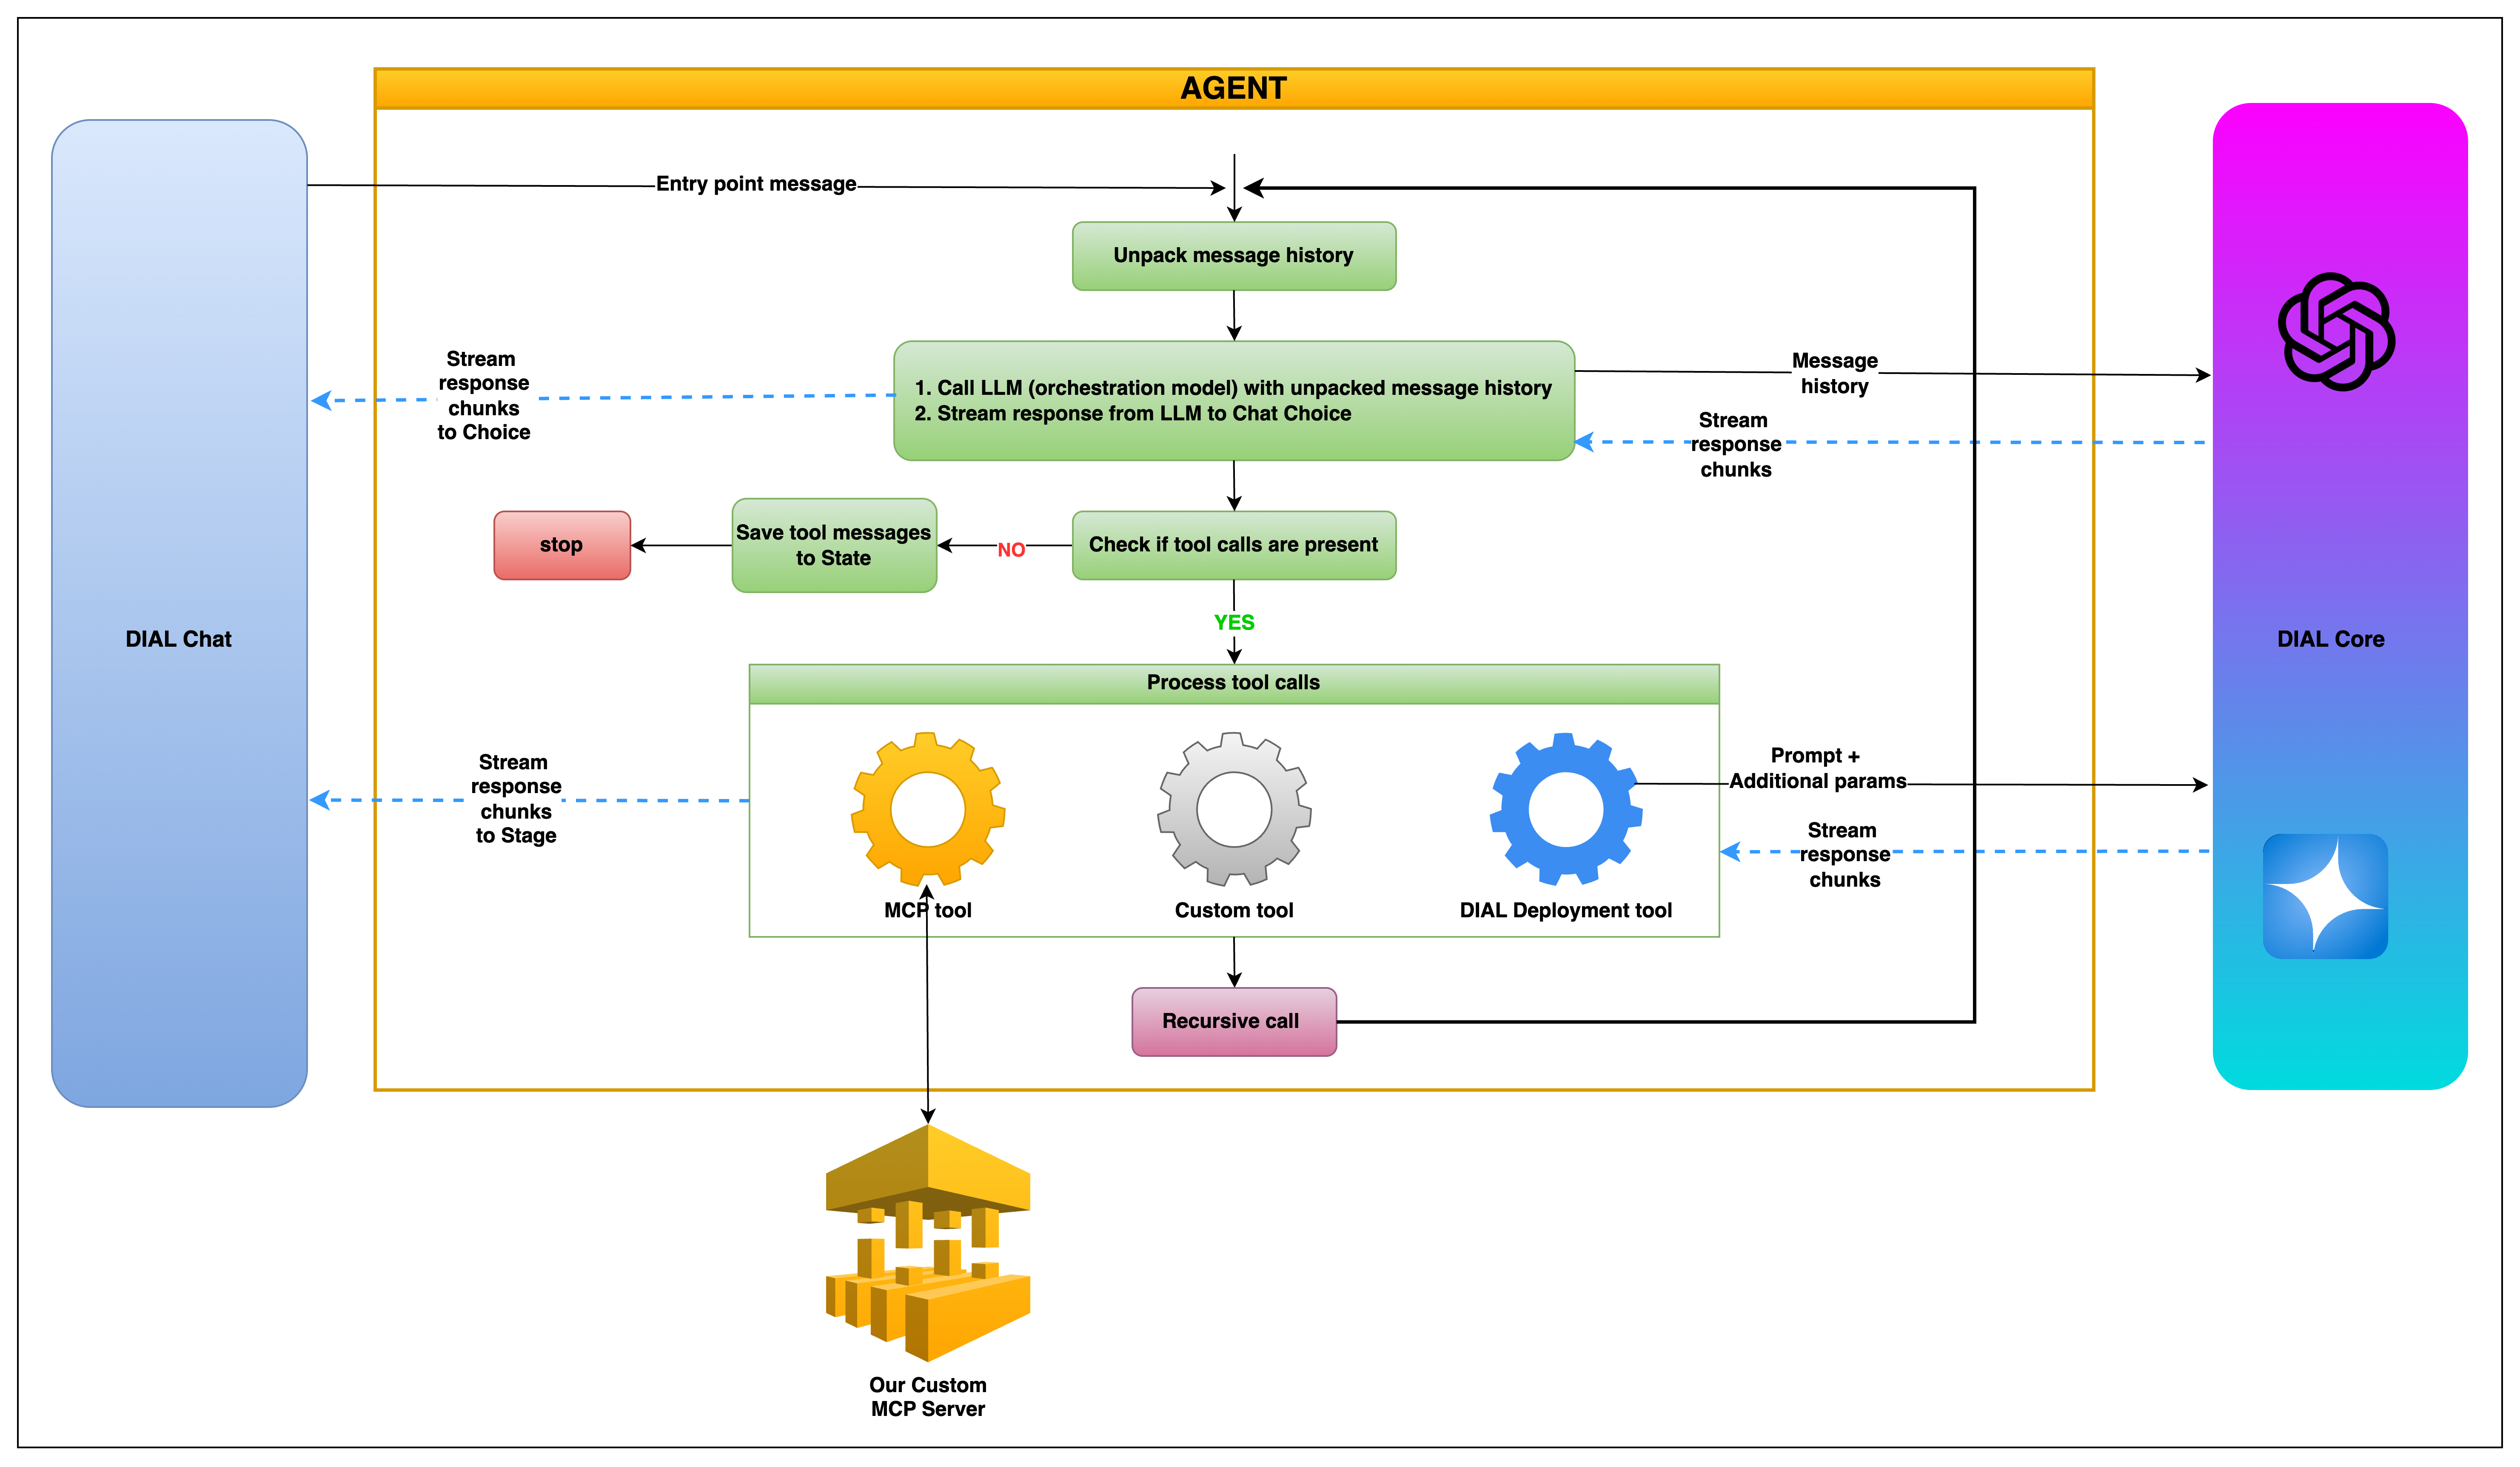 AGENT
Entry point message
Unpack message history
Stream
response
chunks
to Choice
1. Call LLM (orchestration model) with unpacked message history
2. Stream response from LLM to Chat Choice
Message
history
Stream
response
chunks
stop
Save tool messages
to State
NO
Check if tool calls are present
YES
DIAL Chat
DIAL Core
Process tool calls
Stream
response
chunks
to Stage
Prompt +
Additional params
Stream
response
chunks
MCP tool
Custom tool
DIAL Deployment tool
Recursive call
Our Custom
MCP Server